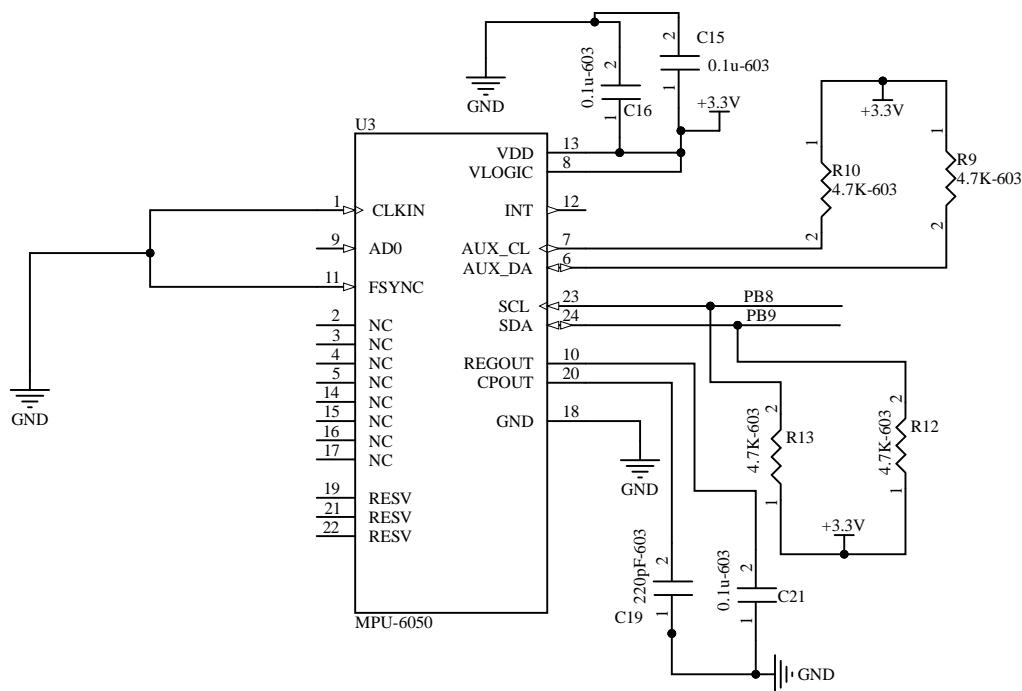 2
C15
0.1u-603
1
2
0.1u-603
1
C16
GND
+3.3V
+3.3V
U3
VDD 13
VLOGIC 8
1 CLKIN
INT 12
9 AD0
AUX_CL 7
AUX_DA 6
11 FSYNC
SCL 23
PB8
SDA 24
PB9
2 NC
3 NC
4 NC
5 NC
14 NC
15 NC
16 NC
17 NC
REGOUT 10
CPOUT 20
GND 18
19 RESV
21 RESV
22 RESV
MPU-6050
1
R10
4.7K-603
2
1
R9
4.7K-603
2
GND
GND
2
R13
4.7K-603
1
2
R12
4.7K-603
1
+3.3V
2
220pF-603
1
C19
2
0.1u-603
1
C21
GND